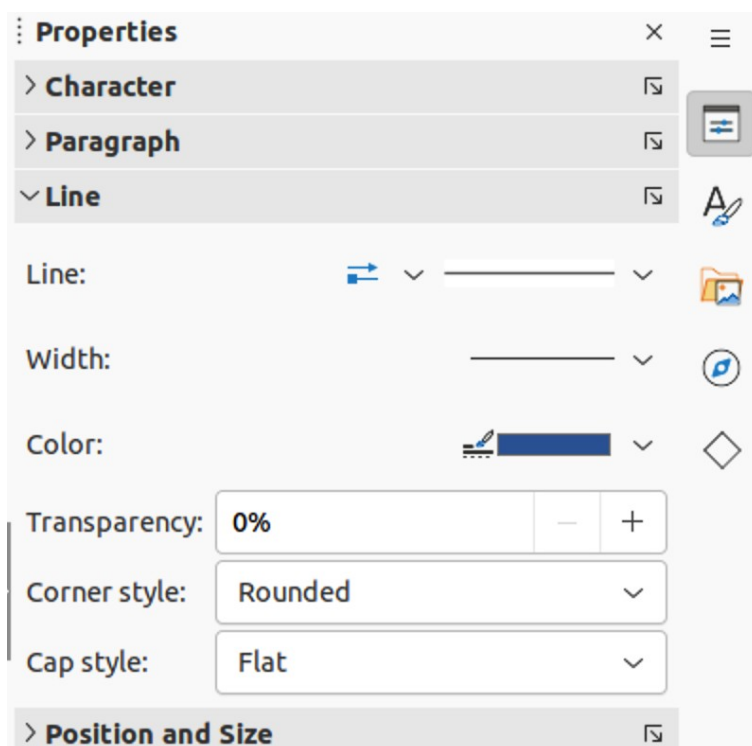 Properties
Character
Paragraph
Line
Line:
Width:
Color:
Transparency: 0%
Corner style: Rounded
Cap style: Flat
Position and Size